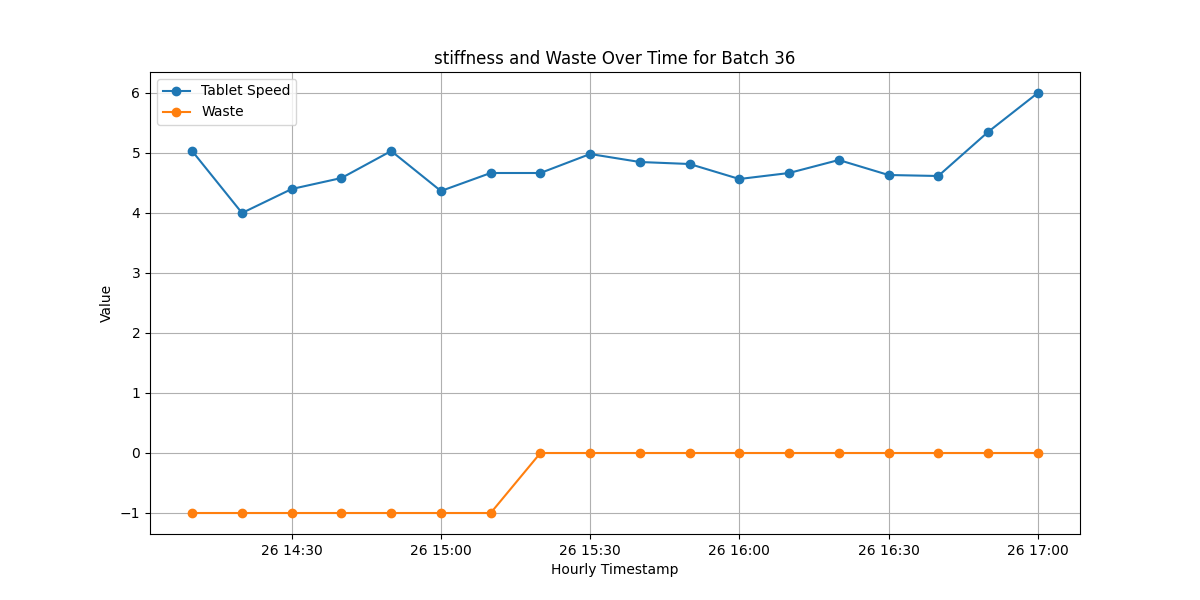 stiffness and Waste Over Time for Batch 36
Tablet Speed
Waste
6
5
4
3
2
1
0
−1
Value
26 14:30
26 15:00
26 15:30
26 16:00
26 16:30
26 17:00
Hourly Timestamp